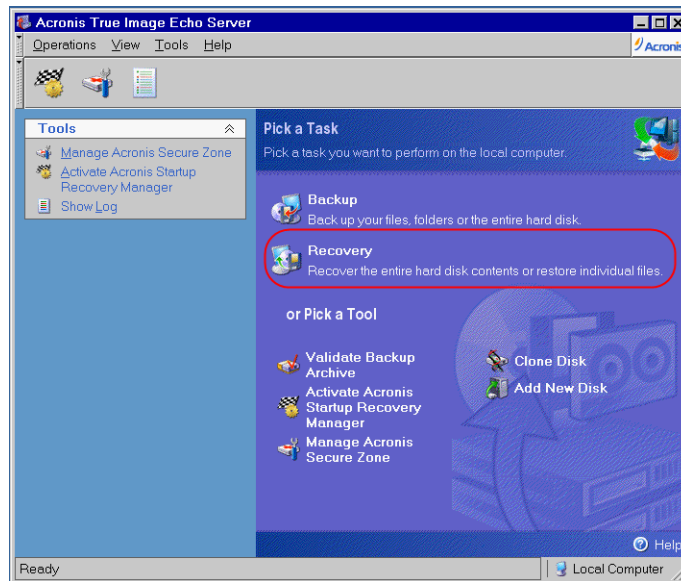 Acronis True Image Echo Server
Operations View Tools Help
Acronis
Tools
Manage Acronis Secure Zone
Activate Acronis Startup
Recovery Manager
Show Log
Pick a Task
Pick a task you want to perform on the local computer.
Backup
Back up your files, folders or the entire hard disk.
Recovery
Recover the entire hard disk contents or restore individual files.
or Pick a Tool
Validate Backup
Archive
Activate Acronis
Startup Recovery
Manager
Manage Acronis
Secure Zone
Clone Disk
Add New Disk
Help
Ready
Local Computer